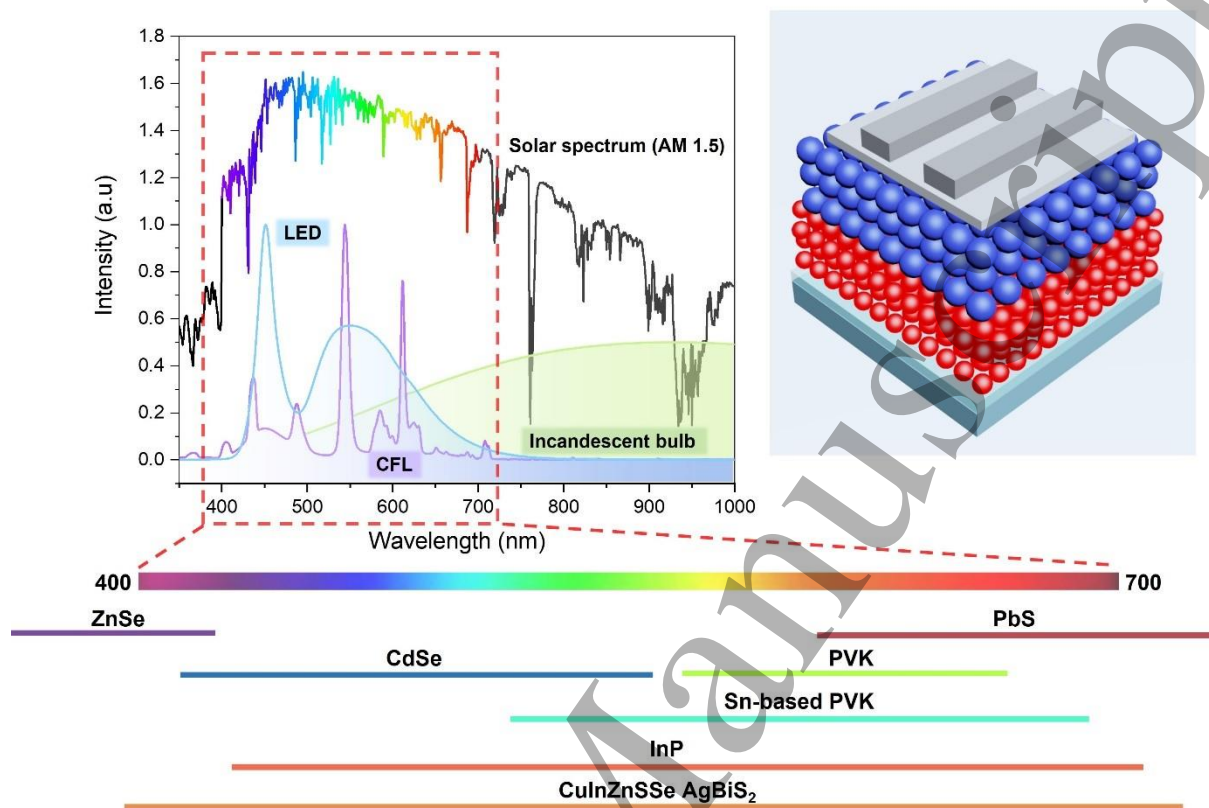 1.8
1.6
1.4
1.2
1.0
0.8
0.6
0.4
0.2
0.0
Intensity (a.u)
Solar spectrum (AM 1.5)
LED
CFL
Incandescent bulb
400 500 600 700 800 900 1000
Wavelength (nm)
400 700
ZnSe PbS
CdSe PVK
Sn-based PVK
InP
CuInZnSSe AgBiS₂
Manuscrip